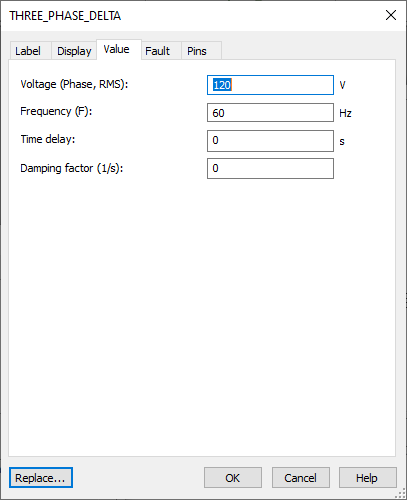 THREE_PHASE_DELTA
Label Display Value Fault Pins
Voltage (Phase, RMS): 120 V
Frequency (F): 60 Hz
Time delay: 0 s
Damping factor (1/s): 0
Replace... OK Cancel Help